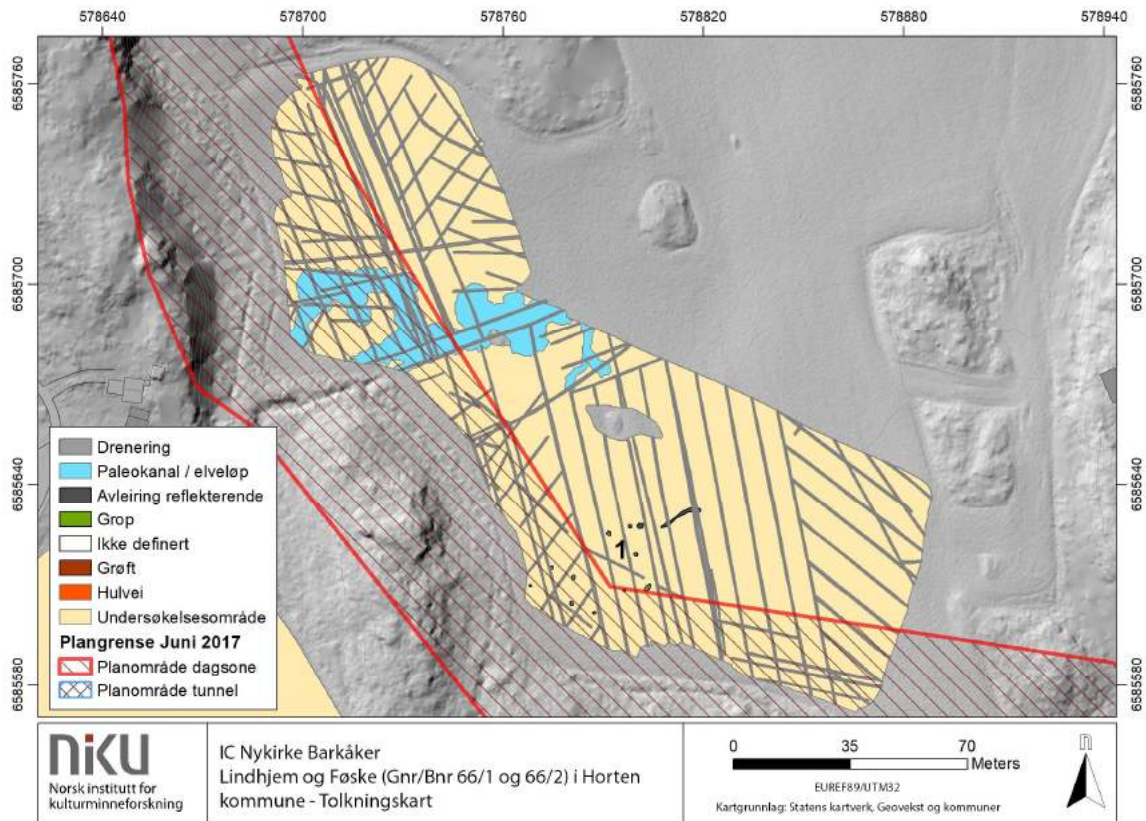 578640 578700 578760 578820 578880 578940
6585760 6585760
6585700 6585700
6585640 6585640
6585580 6585580
1
Drenering
Paleokanal / elveløp
Avleiring reflekterende
Grop
Ikke definert
Grøft
Hulvei
Undersøkelsesområde
Plangrense Juni 2017
Planområde dagsone
Planområde tunnel
niku
Norsk institutt for
kulturminneforskning
IC Nykirke Barkåker
Lindhjem og Føske (Gnr/Bnr 66/1 og 66/2) i Horten
kommune - Tolkningskart
0 35 70
Meters
EUREF89/UTM32
Kartgrunnlag: Statens kartverk, Geovekst og kommuner
n